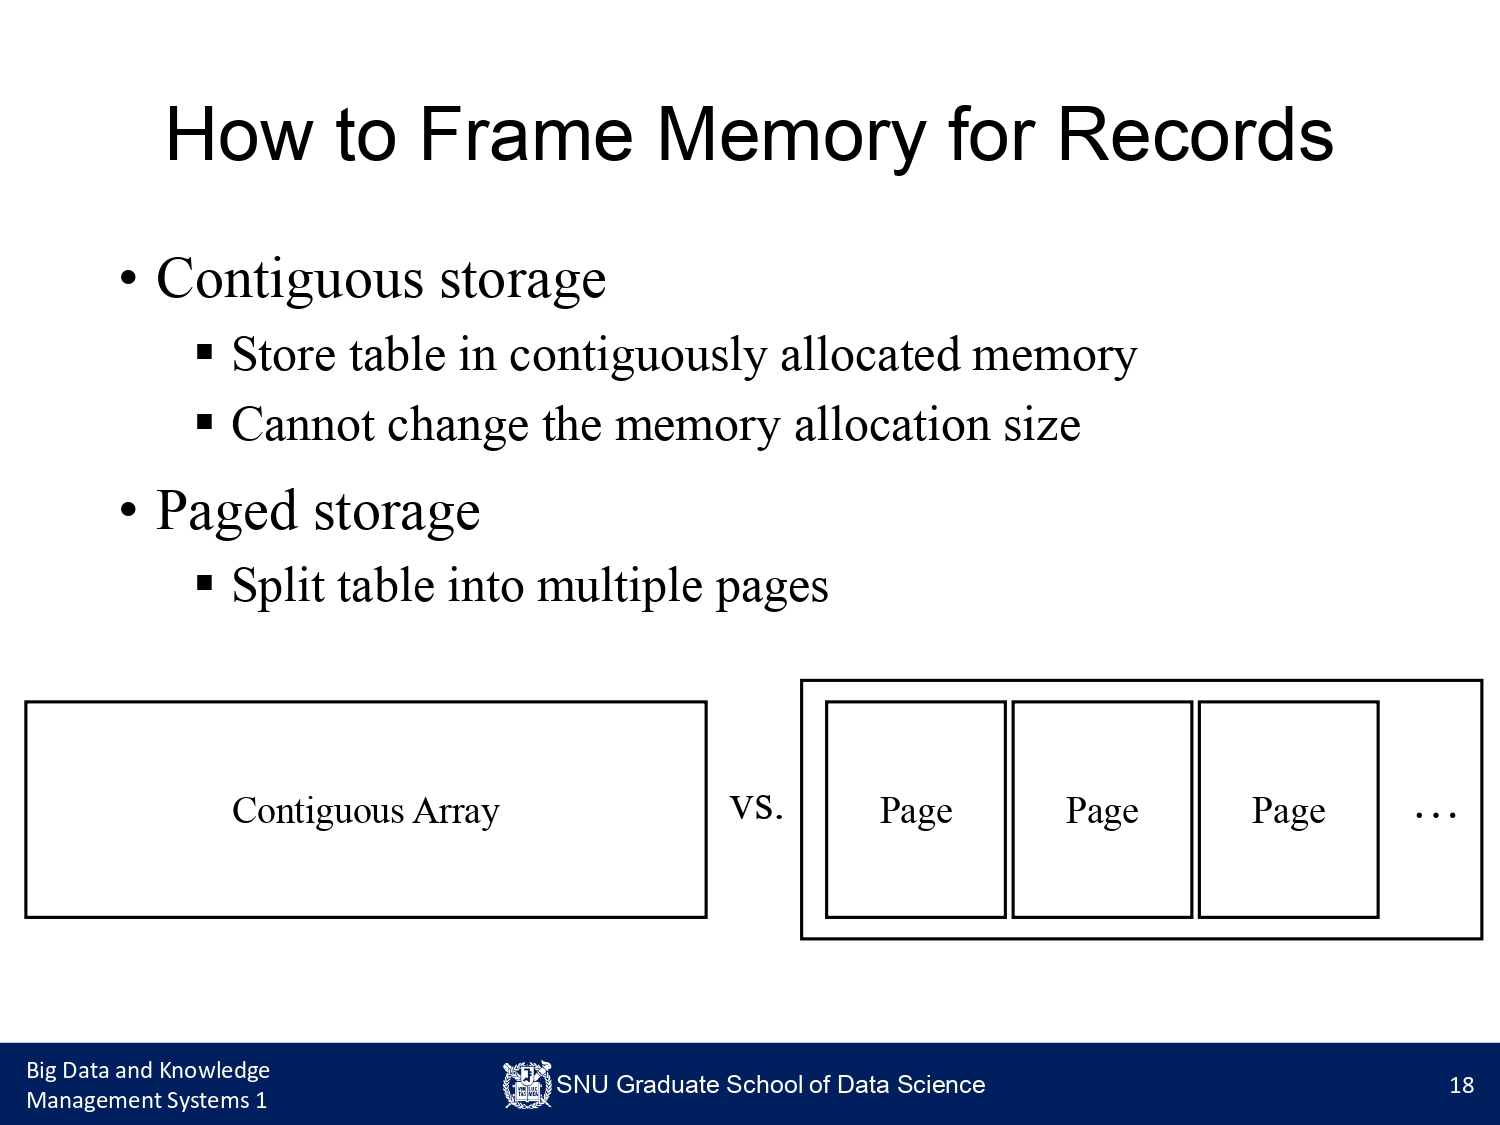 How to Frame Memory for Records
• Contiguous storage
▪ Store table in contiguously allocated memory
▪ Cannot change the memory allocation size
• Paged storage
▪ Split table into multiple pages
Contiguous Array
vs.
Page
Page
Page
…
Big Data and Knowledge
Management Systems 1
SNU Graduate School of Data Science
18